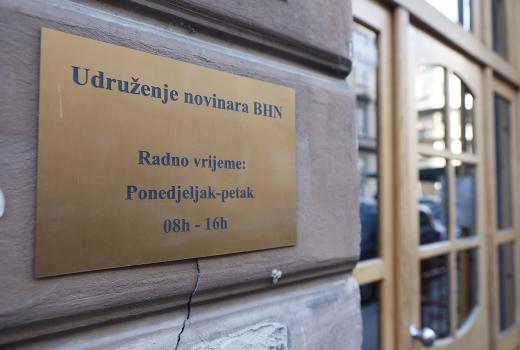 Udruženje novinara BHN
Radno vrijeme:
Ponedjeljak-petak
08h - 16h